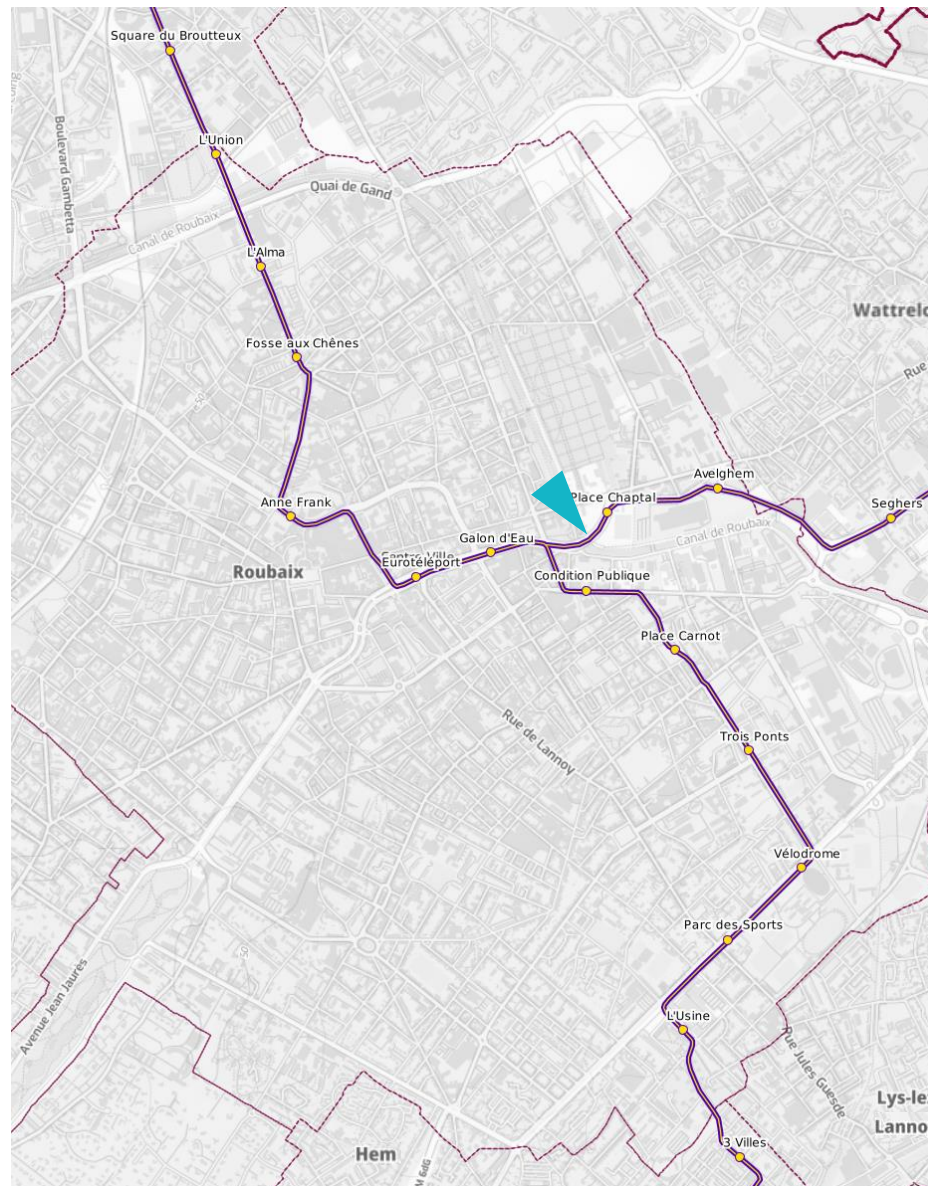 Square du Broutteux
Boulevard Gambetta
L'Union
Quai de Gand
Canal de Roubaix
L'Alma
Wattrelo
Fosse aux Chênes
Rue
50
Avelghem
Place Chaptal
Anne Frank
Seghers
Canal de Roubaix
Galon d'Eau
Centre Ville
Eurotéléport
Roubaix
Condition Publique
Place Carnot
Rue de Lannoy
Trois Ponts
Vélodrome
Parc des Sports
50
Avenue Jean Jaurès
L'Usine
Rue Jules Guesde
Lys-lez
Lanno
3 Villes
Hem
M 6dG